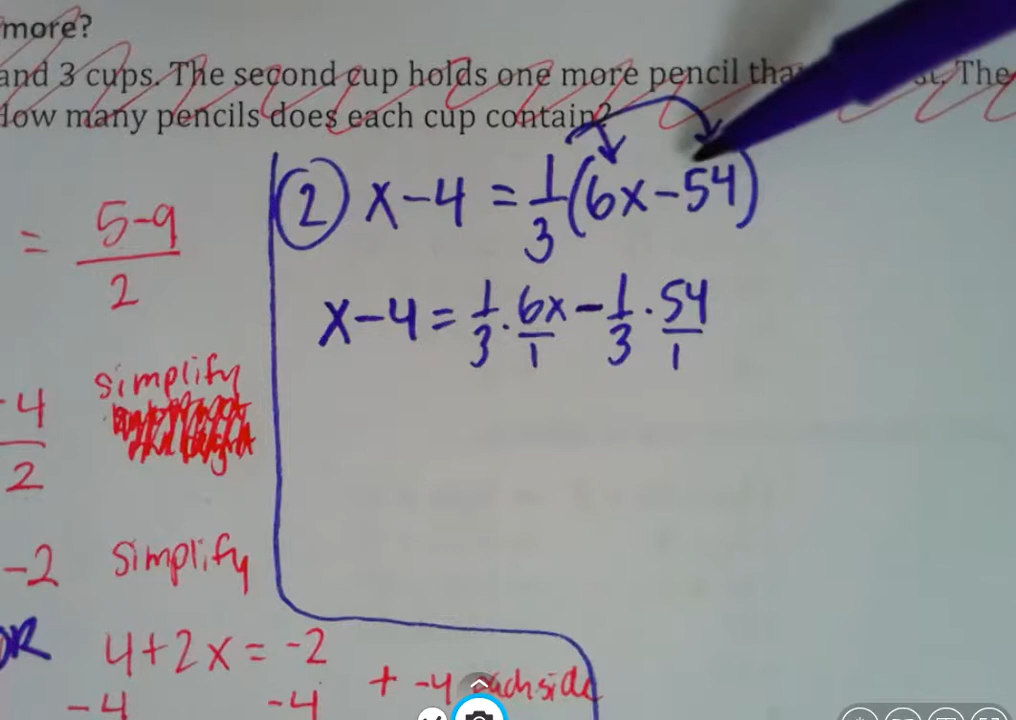 more?
and 3 cups. The second cup holds one more pencil tha st. The
How many pencils does each cup contain?
② x-4 = 1/3 (6x-54)
x-4 = 1/3 · 6x/1 - 1/3 · 54/1
= 5-9/2
simplify
-4/2
-2 simplify
OR 4+2x = -2
-4 -4 + -4 each side